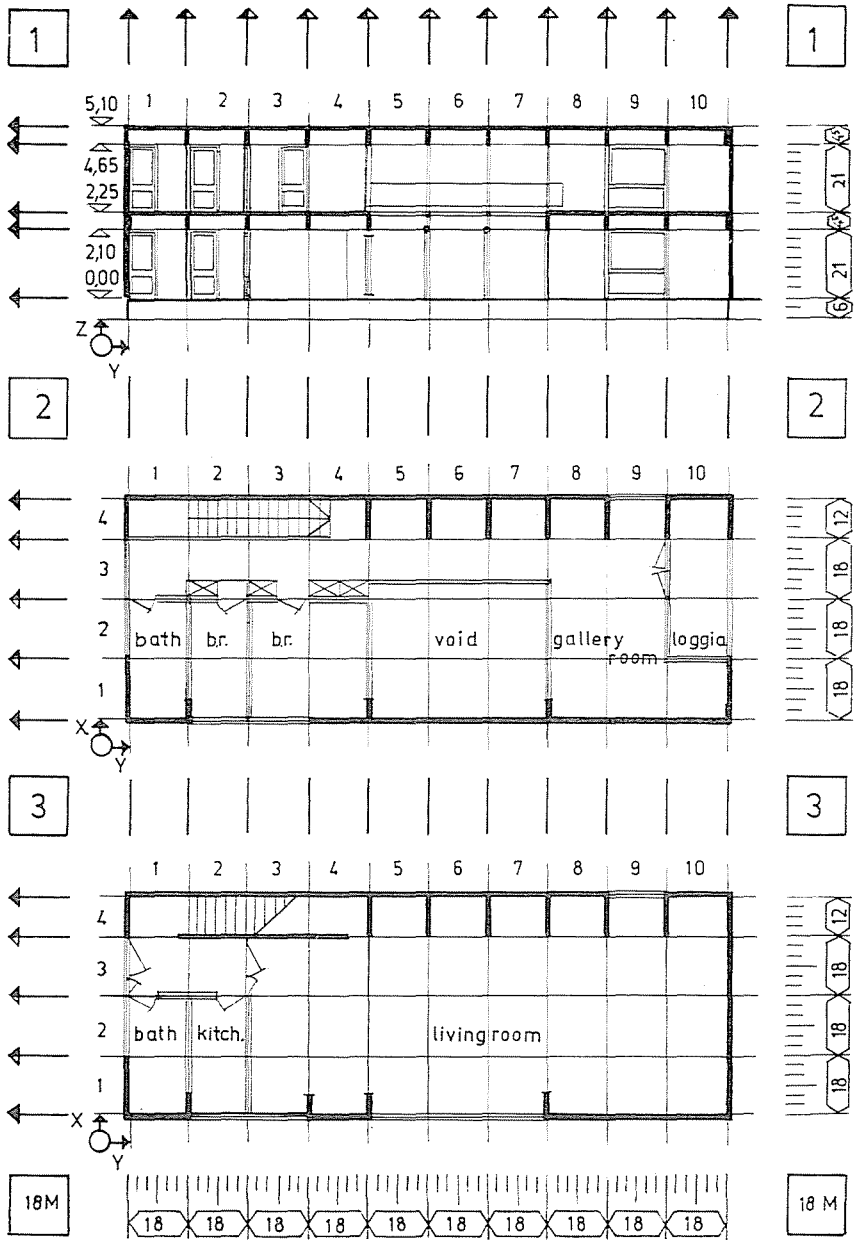 1 1
5,10 1 2 3 4 5 6 7 8 9 10
4⁵
4,65
21
2,25
4⁵
2,10
21
0,00
6
Z
Y
2 2
1 2 3 4 5 6 7 8 9 10
4 12
3 18
2 bath b.r. b.r. void gallery loggia 18
room
1 18
X
Y
3 3
1 2 3 4 5 6 7 8 9 10
4 12
3 18
2 bath kitch. living room 18
1 18
X
Y
18M 18 M
18 18 18 18 18 18 18 18 18 18